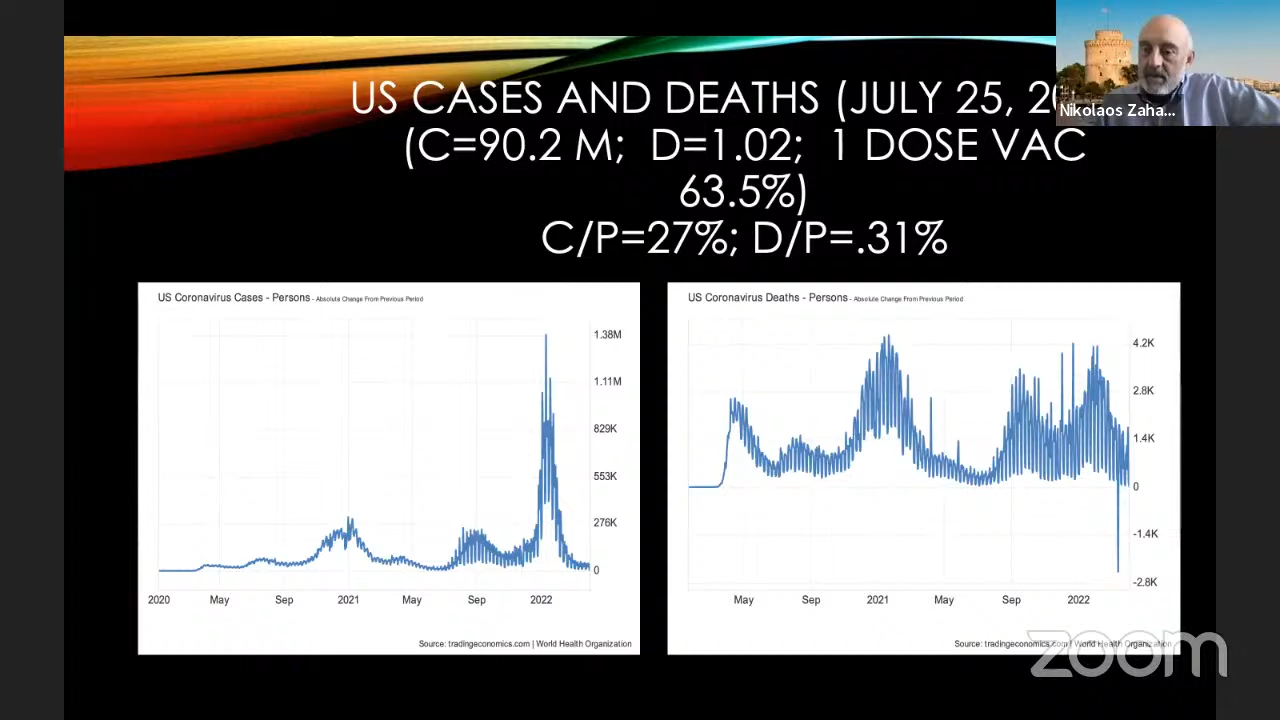 US CASES AND DEATHS (JULY 25, 20
(C=90.2 M; D=1.02; 1 DOSE VAC
63.5%)
C/P=27%; D/P=.31%
Nikolaos Zaha...
US Coronavirus Cases - Persons - Absolute Change From Previous Period
1.38M
1.11M
829K
553K
276K
0
2020 May Sep 2021 May Sep 2022
Source: tradingeconomics.com | World Health Organization
US Coronavirus Deaths - Persons - Absolute Change From Previous Period
4.2K
2.8K
1.4K
0
-1.4K
-2.8K
May Sep 2021 May Sep 2022
Source: tradingeconomics.com | World Health Organization
zoom